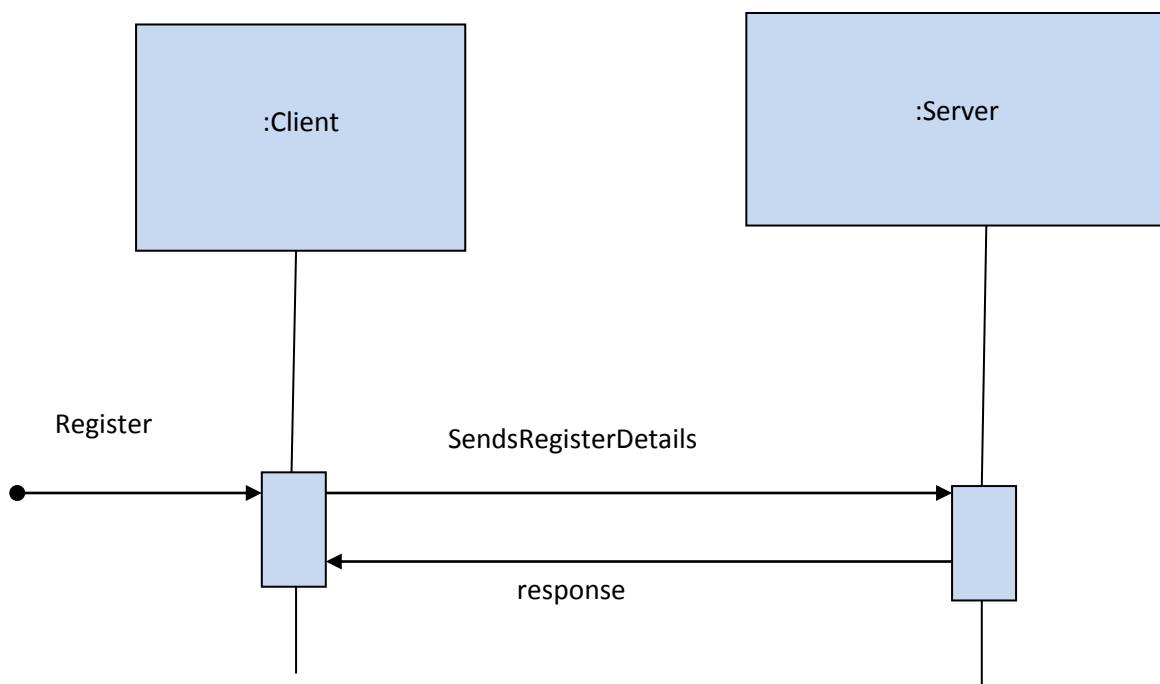 :Client
:Server
Register
SendsRegisterDetails
response